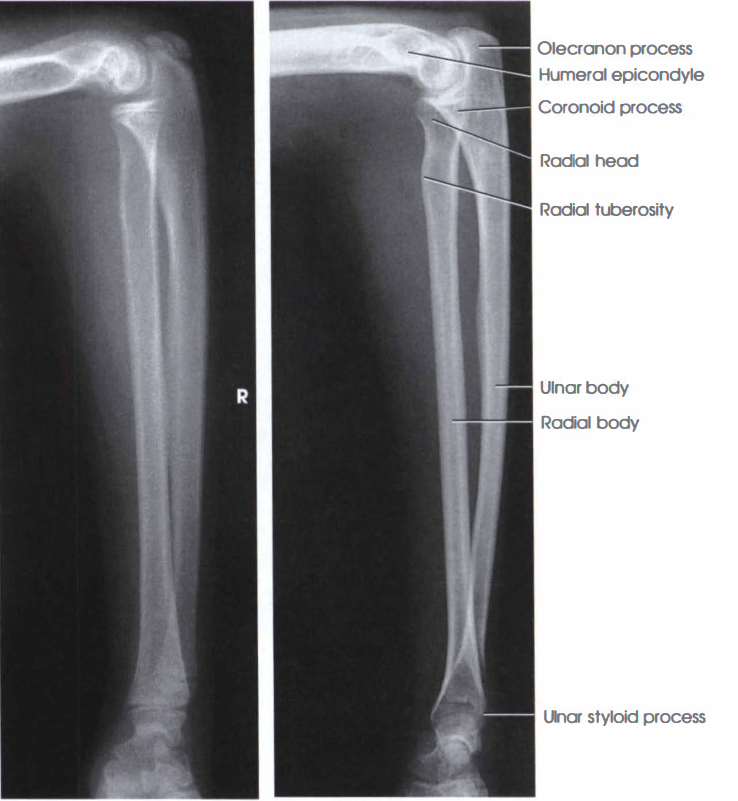 Olecranon process
Humeral epicondyle
Coronoid process
Radial head
Radial tuberosity
R
Ulnar body
Radial body
Ulnar styloid process